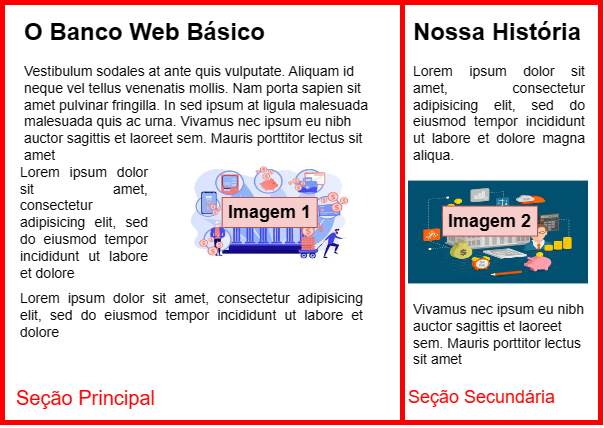 O Banco Web Básico
Vestibulum sodales at ante quis vulputate. Aliquam id
neque vel tellus venenatis mollis. Nam porta sapien sit
amet pulvinar fringilla. In sed ipsum at ligula malesuada
malesuada quis ac urna. Vivamus nec ipsum eu nibh
auctor sagittis et laoreet sem. Mauris porttitor lectus sit
amet
Lorem ipsum dolor
sit amet,
consectetur
adipisicing elit, sed
do eiusmod tempor
incididunt ut labore
et dolore
Imagem 1
Lorem ipsum dolor sit amet, consectetur adipisicing
elit, sed do eiusmod tempor incididunt ut labore et
dolore
Seção Principal
Nossa História
Lorem ipsum dolor sit
amet, consectetur
adipisicing elit, sed do
eiusmod tempor incididunt
ut labore et dolore magna
aliqua.
Imagem 2
Vivamus nec ipsum eu nibh
auctor sagittis et laoreet
sem. Mauris porttitor lectus
sit amet
Seção Secundária